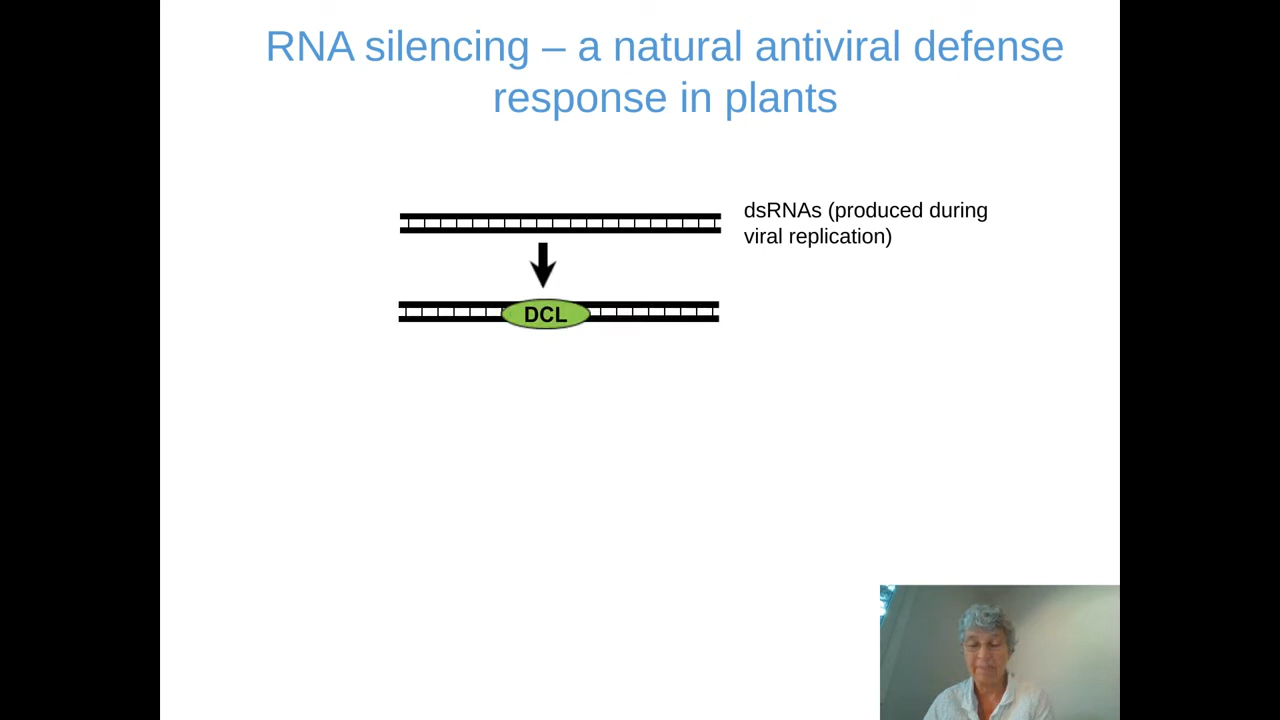 RNA silencing – a natural antiviral defense
response in plants
dsRNAs (produced during
viral replication)
DCL